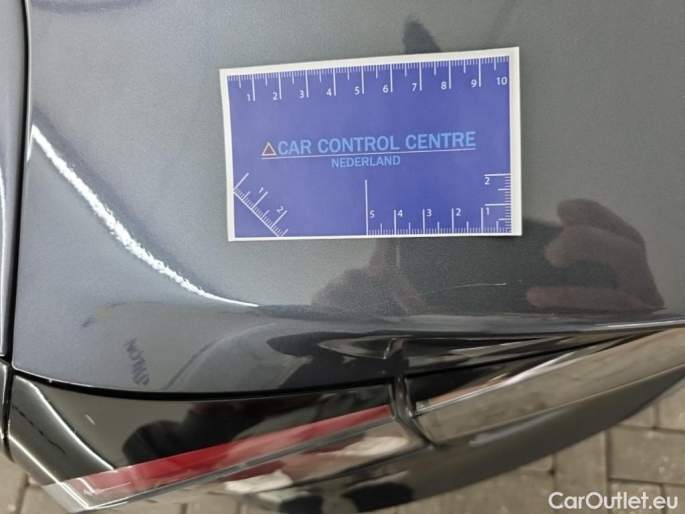 1 2 3 4 5 6 7 8 9 10
CAR CONTROL CENTRE
NEDERLAND
1 2
2
5 4 3 2 1
CarOutlet.eu